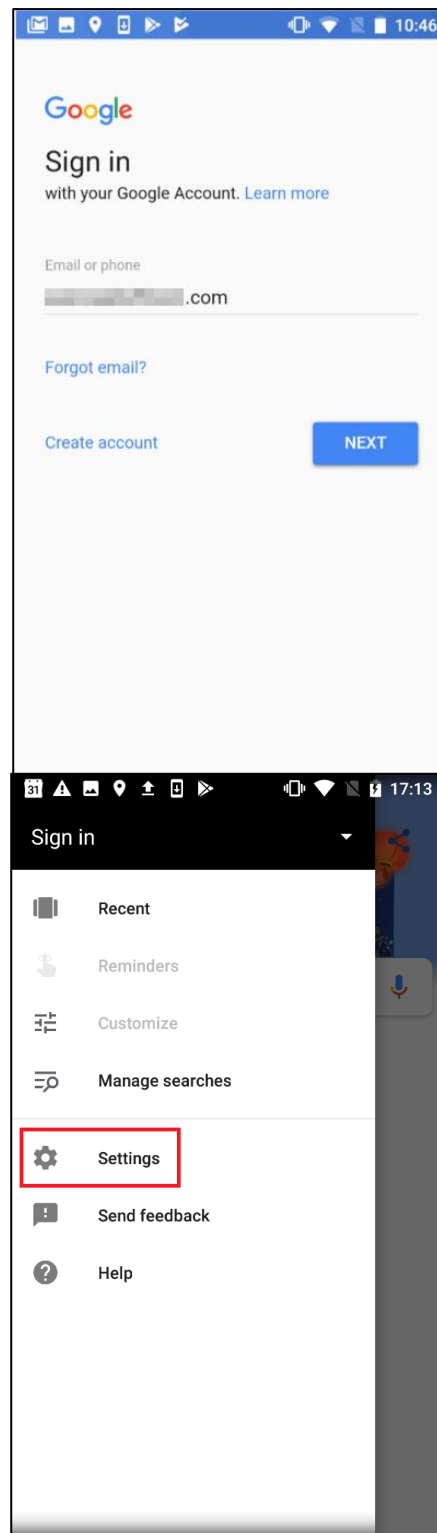 10:46
Google
Sign in
with your Google Account. Learn more
Email or phone
.com
Forgot email?
Create account
NEXT
31
17:13
Sign in
Recent
Reminders
Customize
Manage searches
Settings
Send feedback
Help